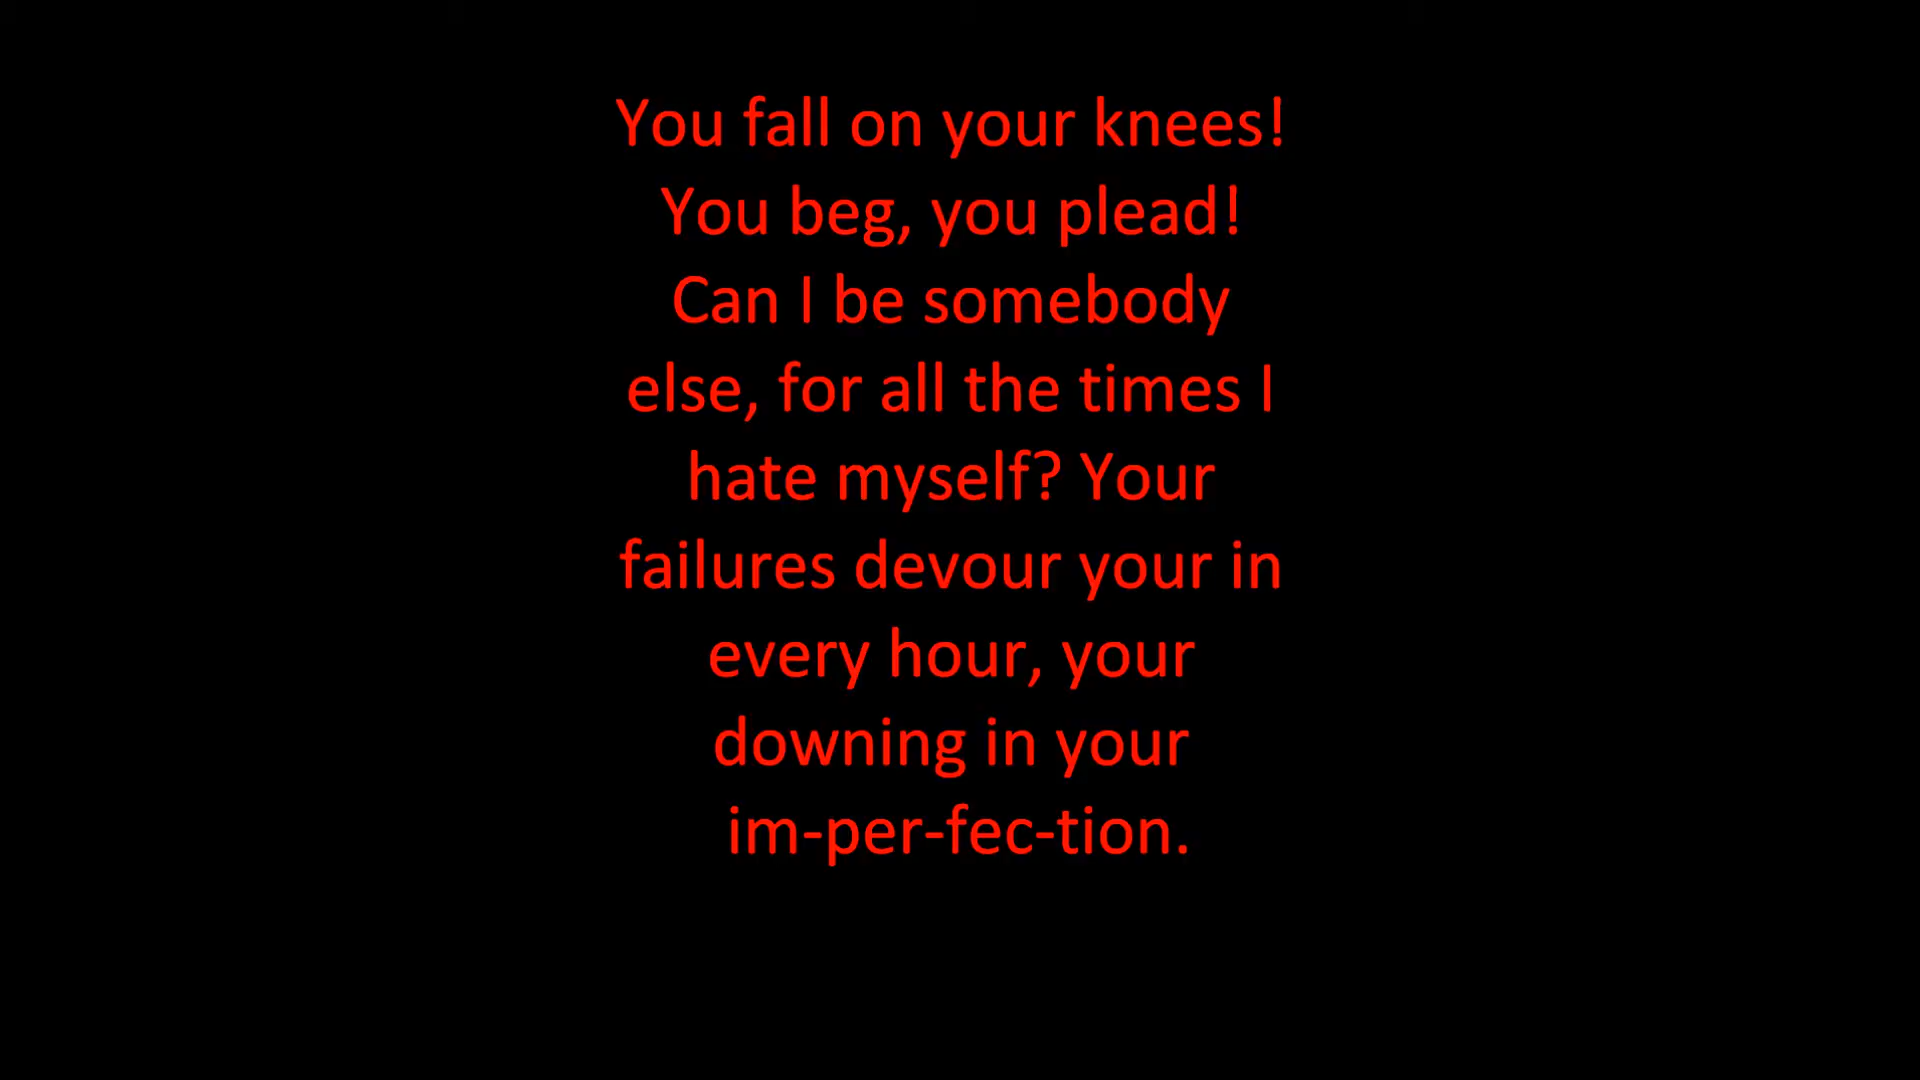 You fall on your knees!
You beg, you plead!
Can I be somebody
else, for all the times I
hate myself? Your
failures devour your in
every hour, your
downing in your
im-per-fec-tion.